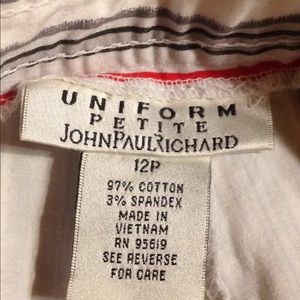 UNIFORM
PETITE
JOHNPAULRICHARD
12P
97% COTTON
3% SPANDEX
MADE IN
VIETNAM
RN 95619
SEE REVERSE
FOR CARE